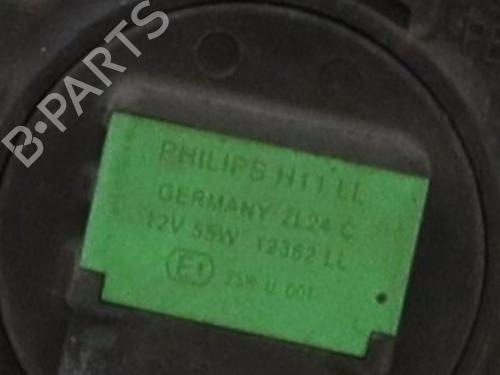 B-PARTS
PHILIPS H11 LL
GERMANY 2L24 C
12V 55W 12362 LL
E1